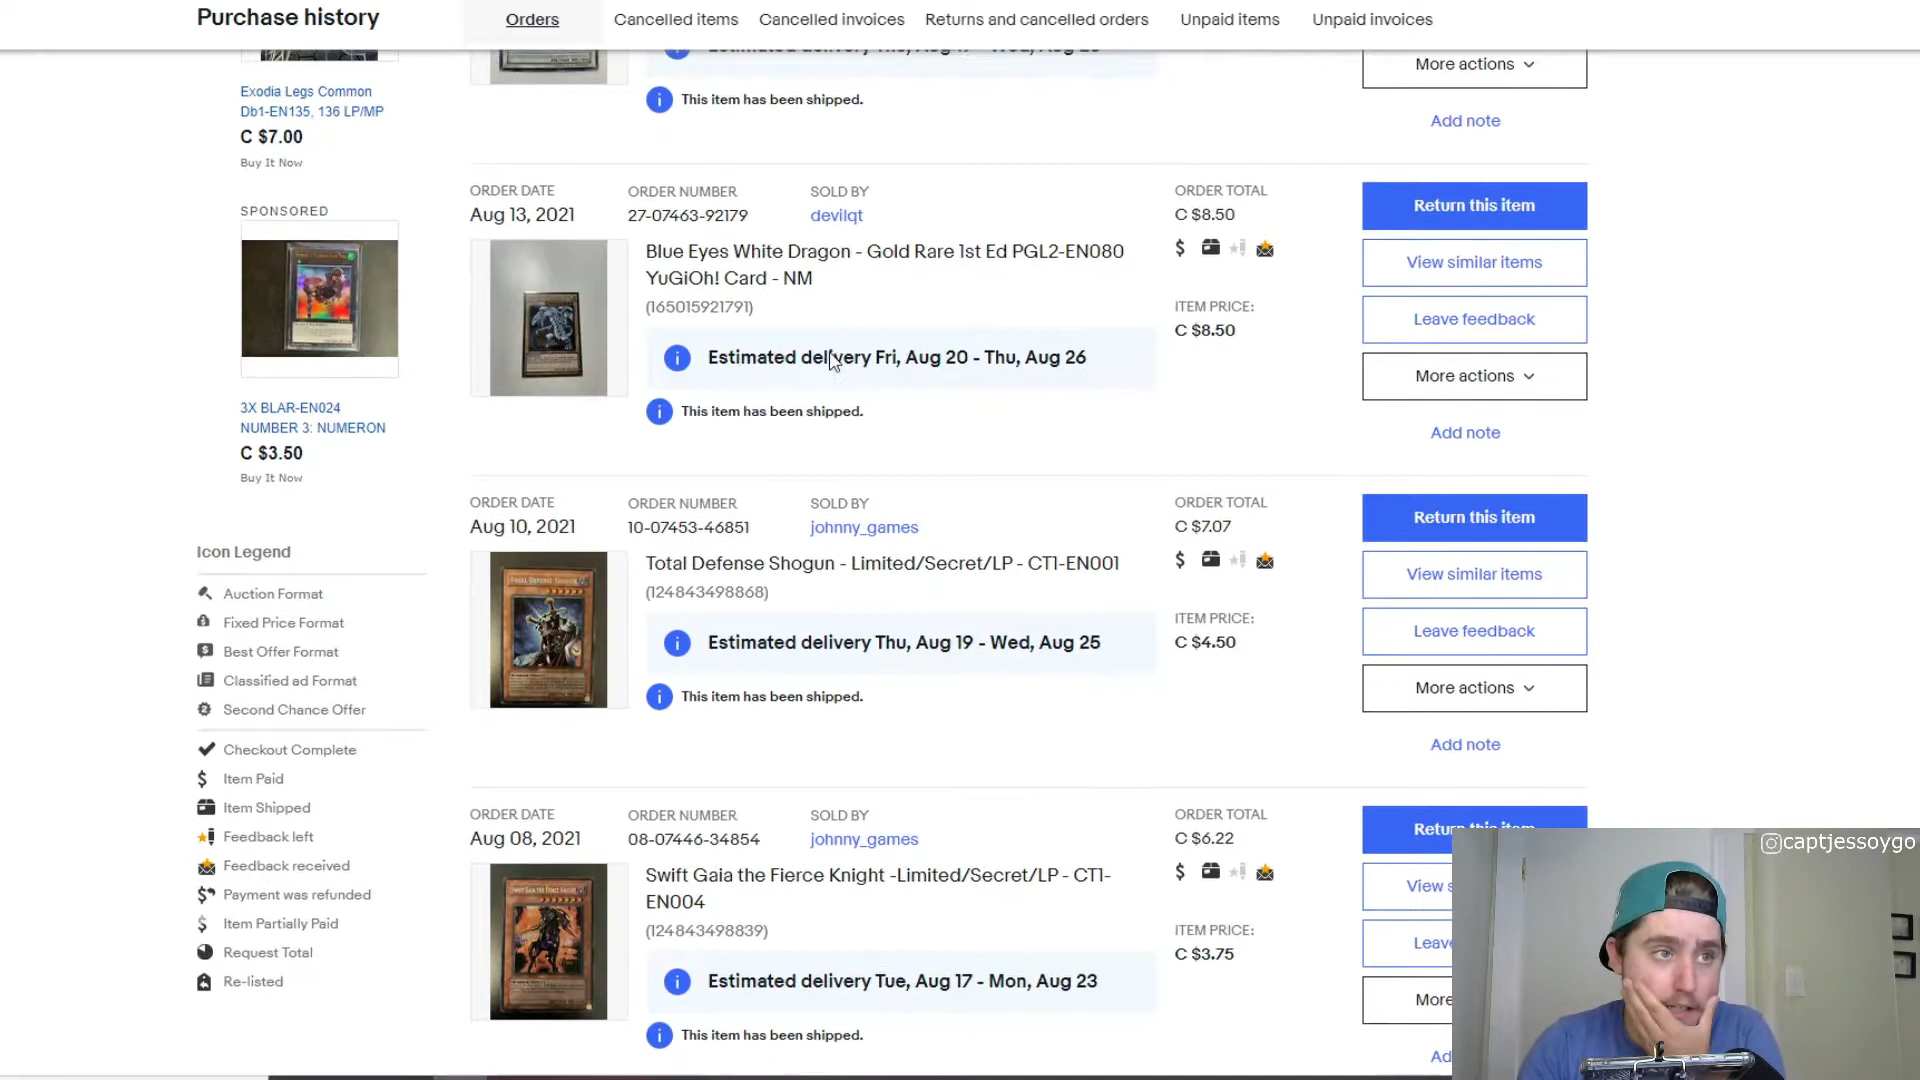 Purchase history
Orders
Cancelled items
Cancelled invoices
Returns and cancelled orders
Unpaid items
Unpaid invoices
Exodia Legs Common
Db1-EN135, 136 LP/MP
C $7.00
Buy It Now
SPONSORED
3X BLAR-EN024
NUMBER 3: NUMERON
C $3.50
Buy It Now
Icon Legend
Auction Format
Fixed Price Format
Best Offer Format
Classified ad Format
Second Chance Offer
Checkout Complete
Item Paid
Item Shipped
Feedback left
Feedback received
Payment was refunded
Item Partially Paid
Request Total
Re-listed
This item has been shipped.
More actions
Add note
ORDER DATE
Aug 13, 2021
ORDER NUMBER
27-07463-92179
SOLD BY
devilqt
ORDER TOTAL
C $8.50
Blue Eyes White Dragon - Gold Rare 1st Ed PGL2-EN080
YuGiOh! Card - NM
(165015921791)
Estimated delivery Fri, Aug 20 - Thu, Aug 26
This item has been shipped.
ITEM PRICE:
C $8.50
Return this item
View similar items
Leave feedback
More actions
Add note
ORDER DATE
Aug 10, 2021
ORDER NUMBER
10-07453-46851
SOLD BY
johnny_games
ORDER TOTAL
C $7.07
Total Defense Shogun - Limited/Secret/LP - CT1-EN001
(124843498868)
Estimated delivery Thu, Aug 19 - Wed, Aug 25
This item has been shipped.
ITEM PRICE:
C $4.50
Return this item
View similar items
Leave feedback
More actions
Add note
ORDER DATE
Aug 08, 2021
ORDER NUMBER
08-07446-34854
SOLD BY
johnny_games
ORDER TOTAL
C $6.22
Swift Gaia the Fierce Knight -Limited/Secret/LP - CT1-
EN004
(124843498839)
Estimated delivery Tue, Aug 17 - Mon, Aug 23
This item has been shipped.
ITEM PRICE:
C $3.75
Return this item
View s
Leave
More
Ad
captjessoygo